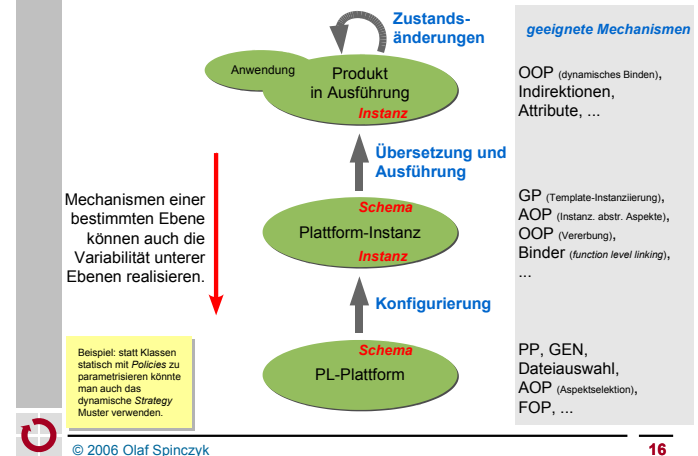 Zustands-
änderungen
geeignete Mechismen
Anwendung
Produkt
in Ausführung
Instanz
OOP (dynamisches Binden),
Indirektionen,
Attribute, ...
Übersetzung und
Ausführung
Mechanismen einer
bestimmten Ebene
können auch die
Variabilität unterer
Ebenen realisieren.
Schema
Plattform-Instanz
Instanz
GP (Template-Instanziierung),
AOP (Instanz. abstr. Aspekte),
OOP (Vererbung),
Binder (function level linking),
...
Konfigurierung
Beispiel: statt Klassen
statisch mit Policies zu
parametrisieren könnte
man auch das
dynamische Strategy
Muster verwenden.
Schema
PL-Plattform
PP, GEN,
Dateiauswahl,
AOP (Aspektselektion),
FOP, ...
© 2006 Olaf Spinczyk
16